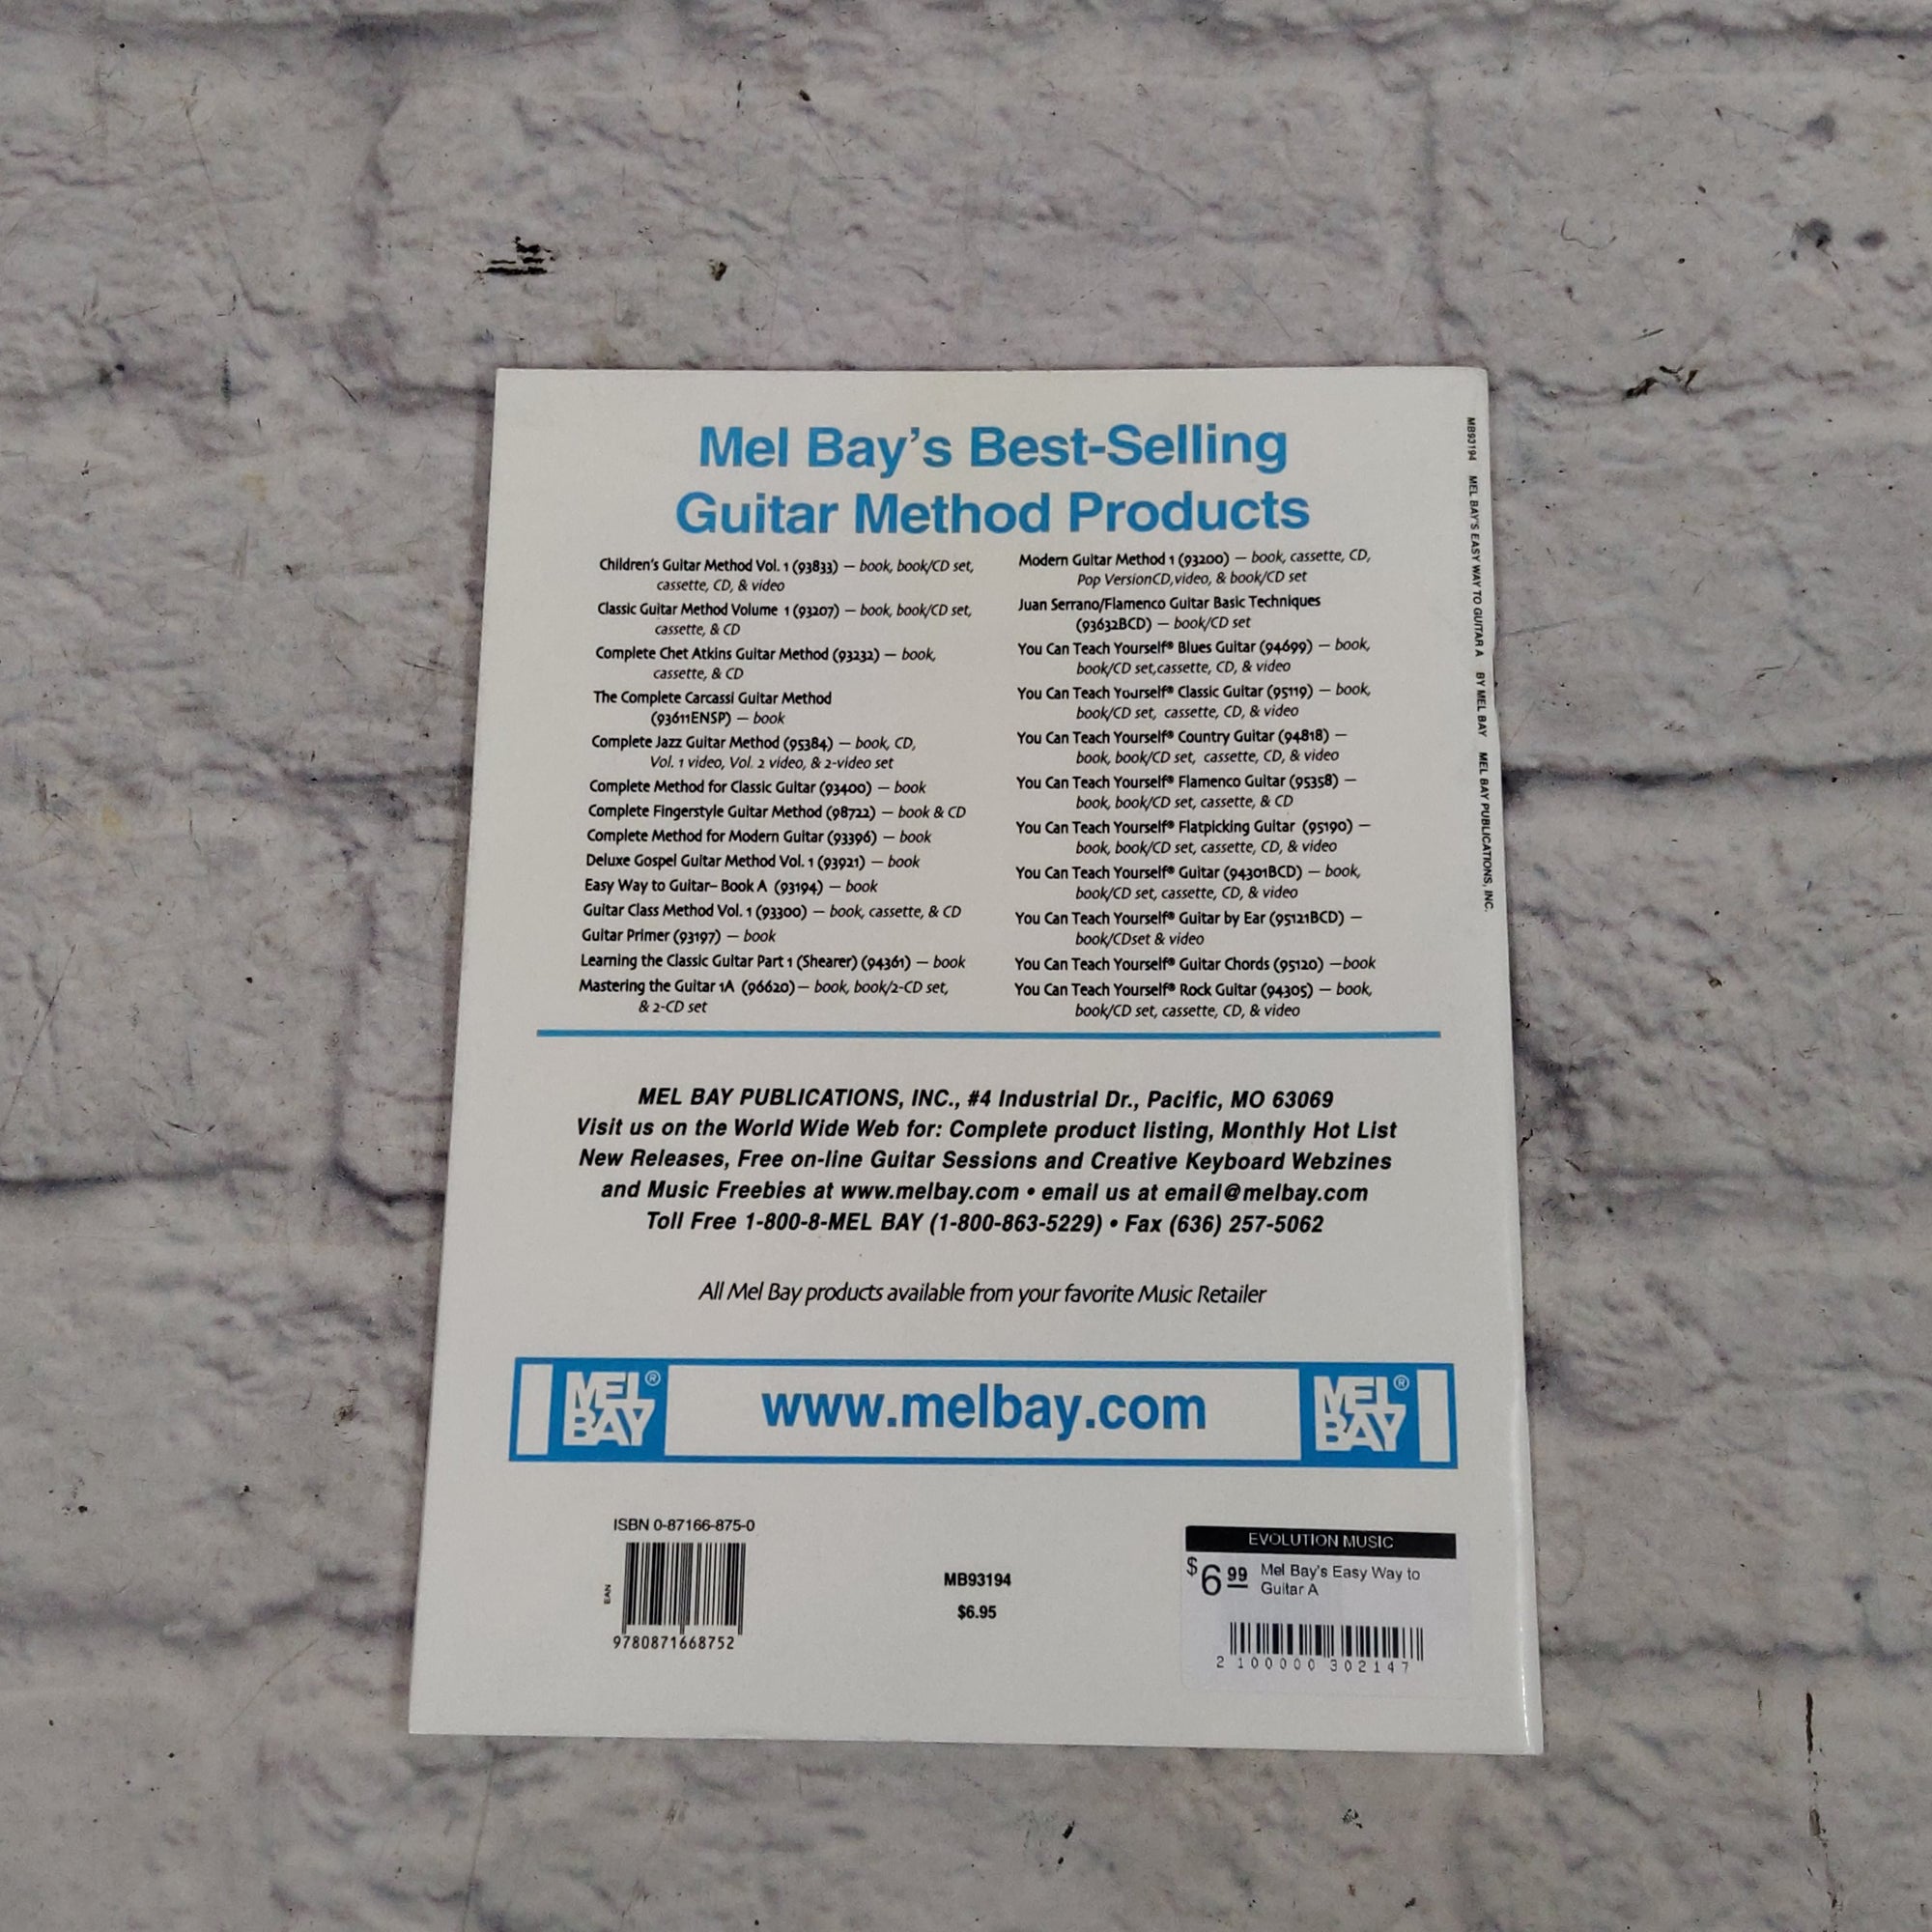 Mel Bay's Best-Selling
Guitar Method Products
Children's Guitar Method Vol. 1 (93833) — book, book/CD set,
cassette, CD, & video
Classic Guitar Method Volume 1 (93207) — book, book/CD set,
cassette, & CD
Complete Chet Atkins Guitar Method (93232) — book,
cassette, & CD
The Complete Carcassi Guitar Method
(93611ENSP) — book
Complete Jazz Guitar Method (95384) — book, CD,
Vol. 1 video, Vol. 2 video, & 2-video set
Complete Method for Classic Guitar (93400) — book
Complete Fingerstyle Guitar Method (98722) — book & CD
Complete Method for Modern Guitar (93396) — book
Deluxe Gospel Guitar Method Vol. 1 (93921) — book
Easy Way to Guitar– Book A (93194) — book
Guitar Class Method Vol. 1 (93300) — book, cassette, & CD
Guitar Primer (93197) — book
Learning the Classic Guitar Part 1 (Shearer) (94361) — book
Mastering the Guitar 1A (96620)— book, book/2-CD set,
& 2-CD set
Modern Guitar Method 1 (93200) — book, cassette, CD,
Pop VersionCD,video, & book/CD set
Juan Serrano/Flamenco Guitar Basic Techniques
(93632BCD) — book/CD set
You Can Teach Yourself® Blues Guitar (94699) — book,
book/CD set,cassette, CD, & video
You Can Teach Yourself® Classic Guitar (95119) — book,
book/CD set, cassette, CD, & video
You Can Teach Yourself® Country Guitar (94818) —
book, book/CD set, cassette, CD, & video
You Can Teach Yourself® Flamenco Guitar (95358) —
book, book/CD set, cassette, & CD
You Can Teach Yourself® Flatpicking Guitar (95190) —
book, book/CD set, cassette, CD, & video
You Can Teach Yourself® Guitar (94301BCD) — book,
book/CD set, cassette, CD, & video
You Can Teach Yourself® Guitar by Ear (95121BCD) —
book/CDset & video
You Can Teach Yourself® Guitar Chords (95120) —book
You Can Teach Yourself® Rock Guitar (94305) — book,
book/CD set, cassette, CD, & video
MB93194 MEL BAY'S EASY WAY TO GUITAR A BY MEL BAY MEL BAY PUBLICATIONS, INC.
MEL BAY PUBLICATIONS, INC., #4 Industrial Dr., Pacific, MO 63069
Visit us on the World Wide Web for: Complete product listing, Monthly Hot List
New Releases, Free on-line Guitar Sessions and Creative Keyboard Webzines
and Music Freebies at www.melbay.com • email us at email@melbay.com
Toll Free 1-800-8-MEL BAY (1-800-863-5229) • Fax (636) 257-5062
All Mel Bay products available from your favorite Music Retailer
MEL BAY®
www.melbay.com
MEL BAY®
ISBN 0-87166-875-0
EAN
9780871668752
MB93194
$6.95
EVOLUTION MUSIC
$6.99 Mel Bay's Easy Way to
Guitar A
2 100000 302147